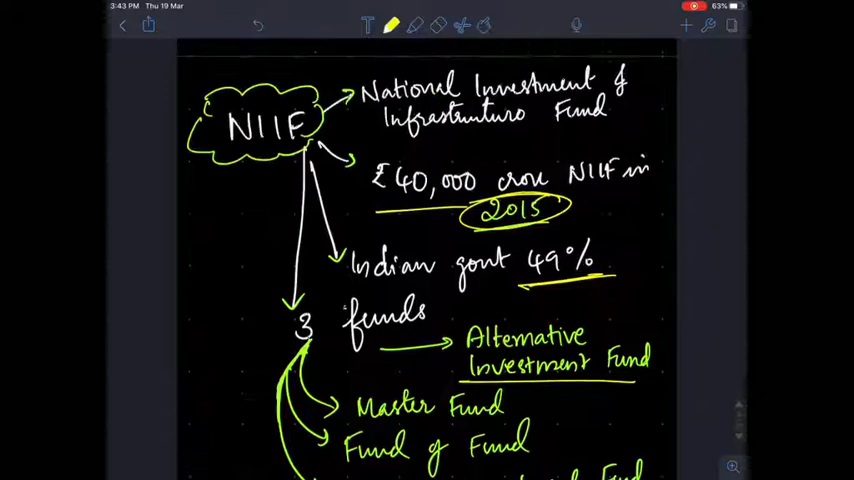 3:43 PM Thu 19 Mar
63%
NIIF
National Investment &
Infrastructure Fund
₹40,000 crore NIIF in
2015
Indian govt 49%
3 funds
Alternative
Investment Fund
Master Fund
Fund of Fund
Fund